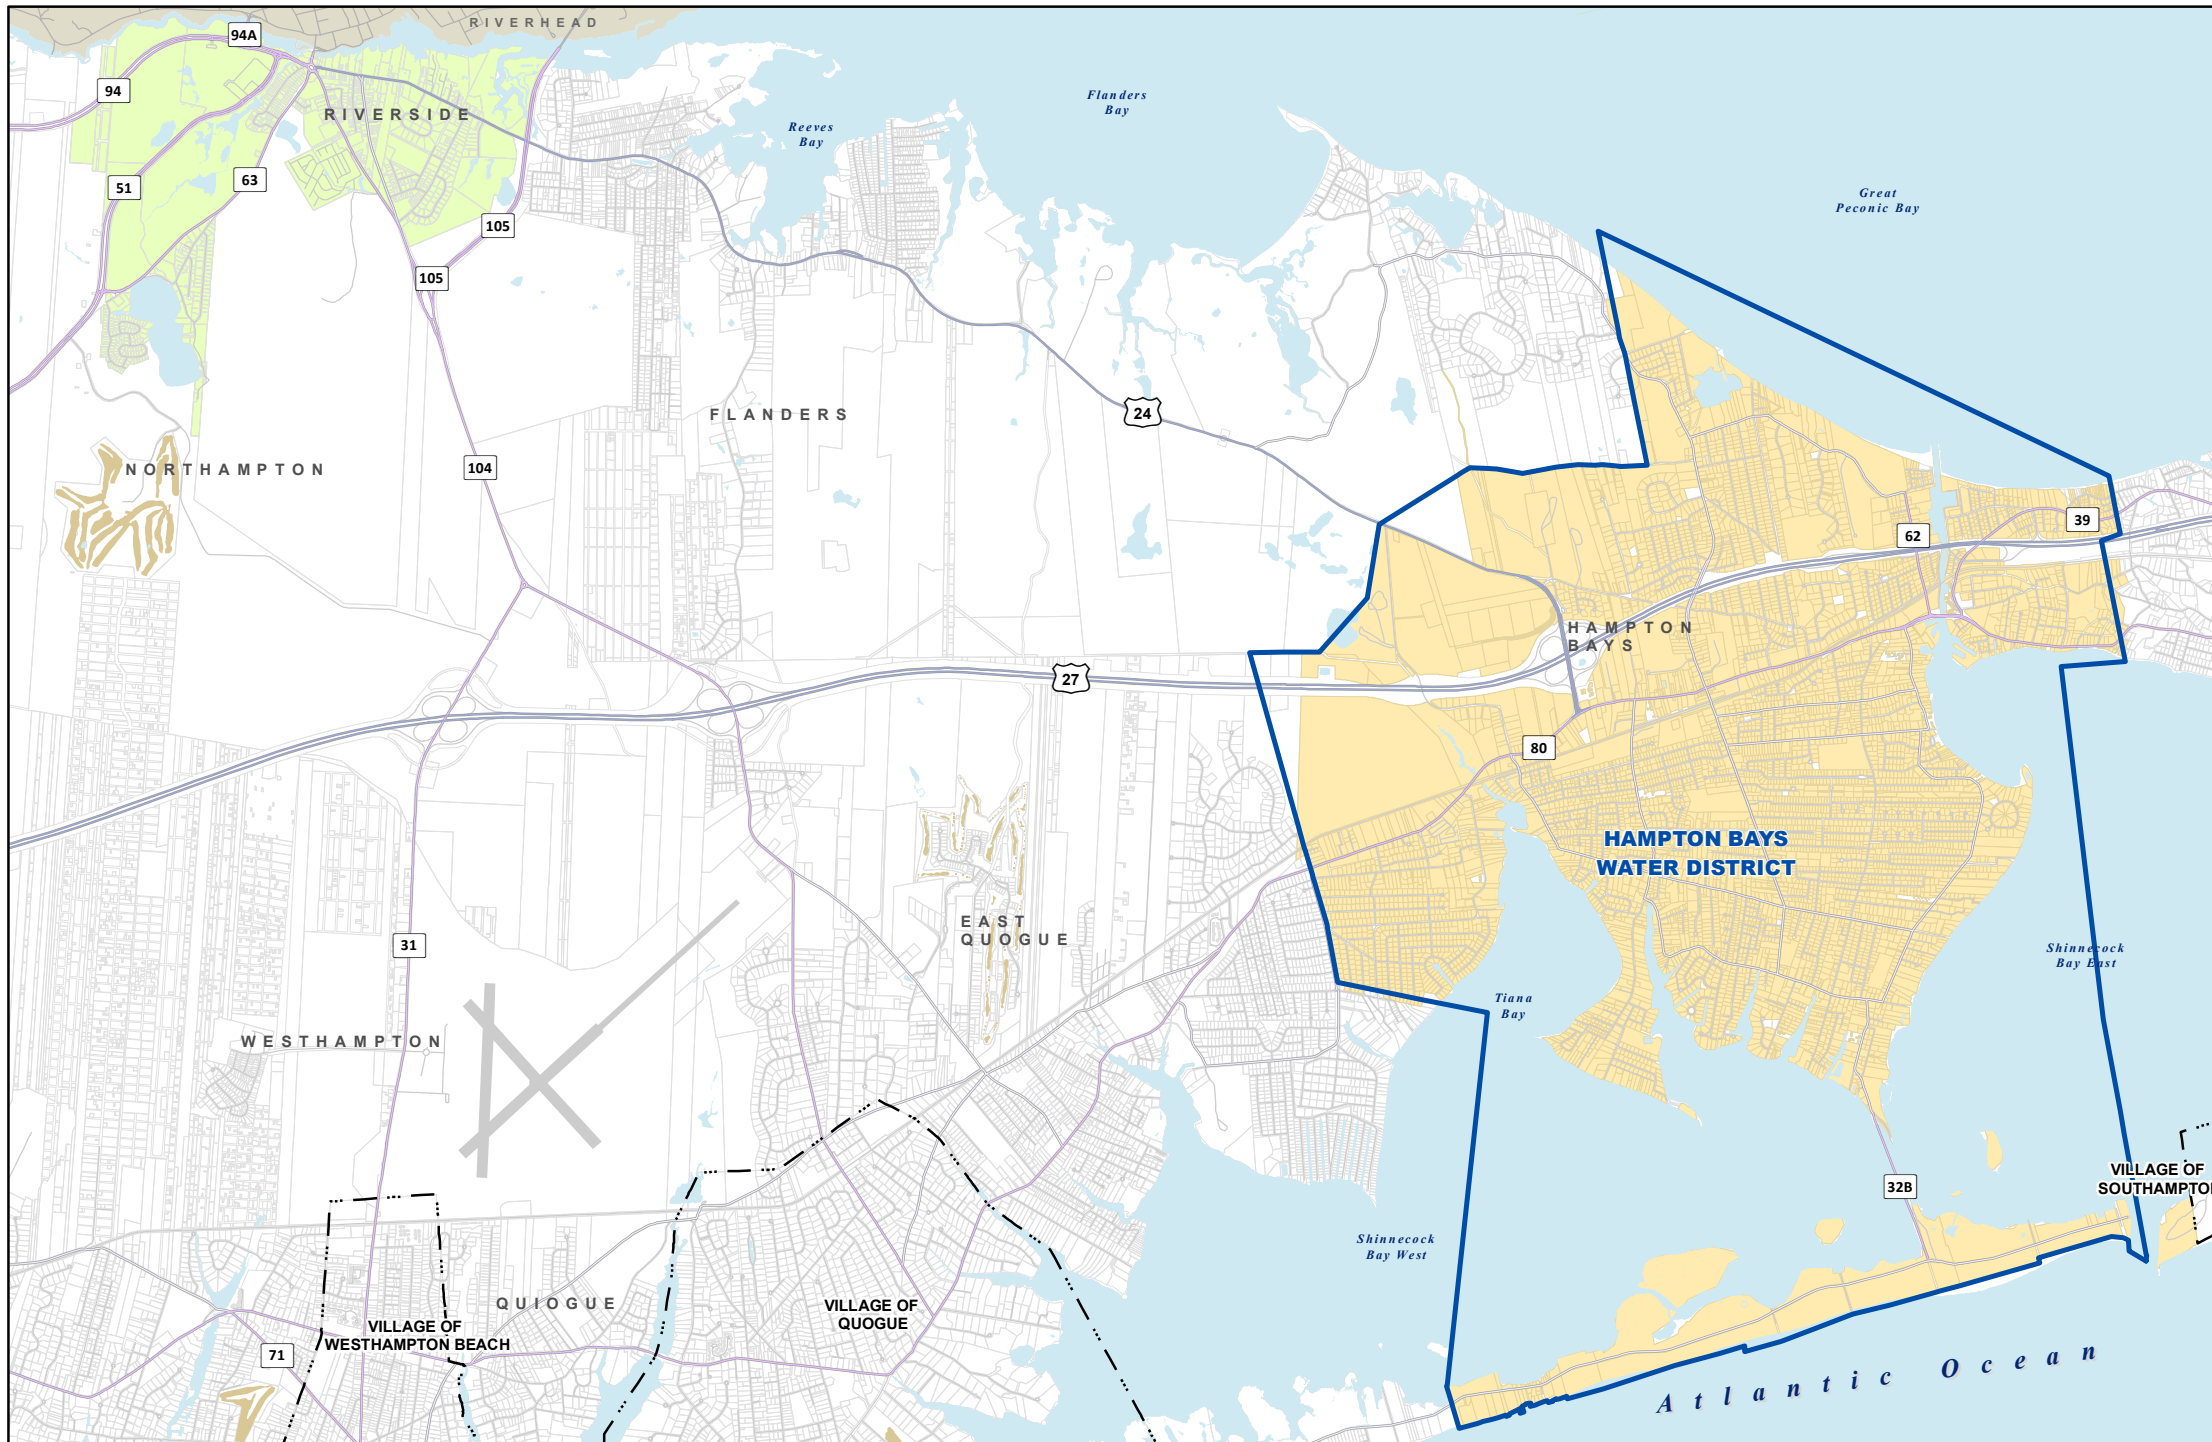 RIVERHEAD
94A
94
RIVERSIDE
Flanders
Bay
Reeves
Bay
51
63
105
Great
Peconic Bay
105
24
FLANDERS
NORTHAMPTON
104
39
62
HAMPTON
BAYS
27
80
HAMPTON BAYS
WATER DISTRICT
EAST
QUOGUE
31
Shinnecock
Bay East
Tiana
Bay
WESTHAMPTON
VILLAGE OF
SOUTHAMPTON
32B
Shinnecock
Bay West
QUIOGUE
VILLAGE OF
QUOGUE
VILLAGE OF
WESTHAMPTON BEACH
71
Atlantic Ocean